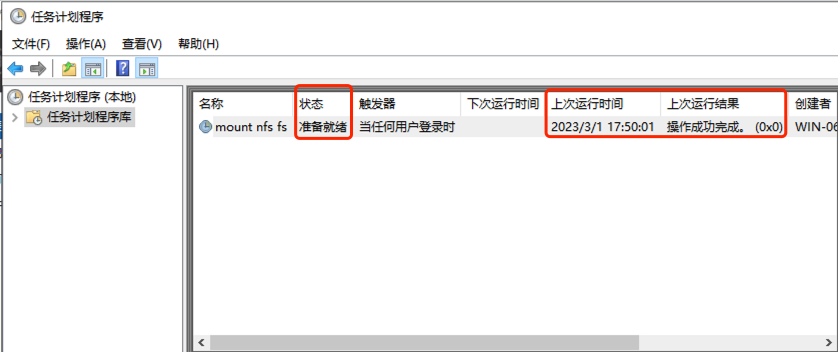 任务计划程序
文件(F) 操作(A) 查看(V) 帮助(H)
任务计划程序 (本地)
任务计划程序库
名称 状态 触发器 下次运行时间 上次运行时间 上次运行结果 创建者
mount nfs fs 准备就绪 当任何用户登录时 2023/3/1 17:50:01 操作成功完成。 (0x0) WIN-06